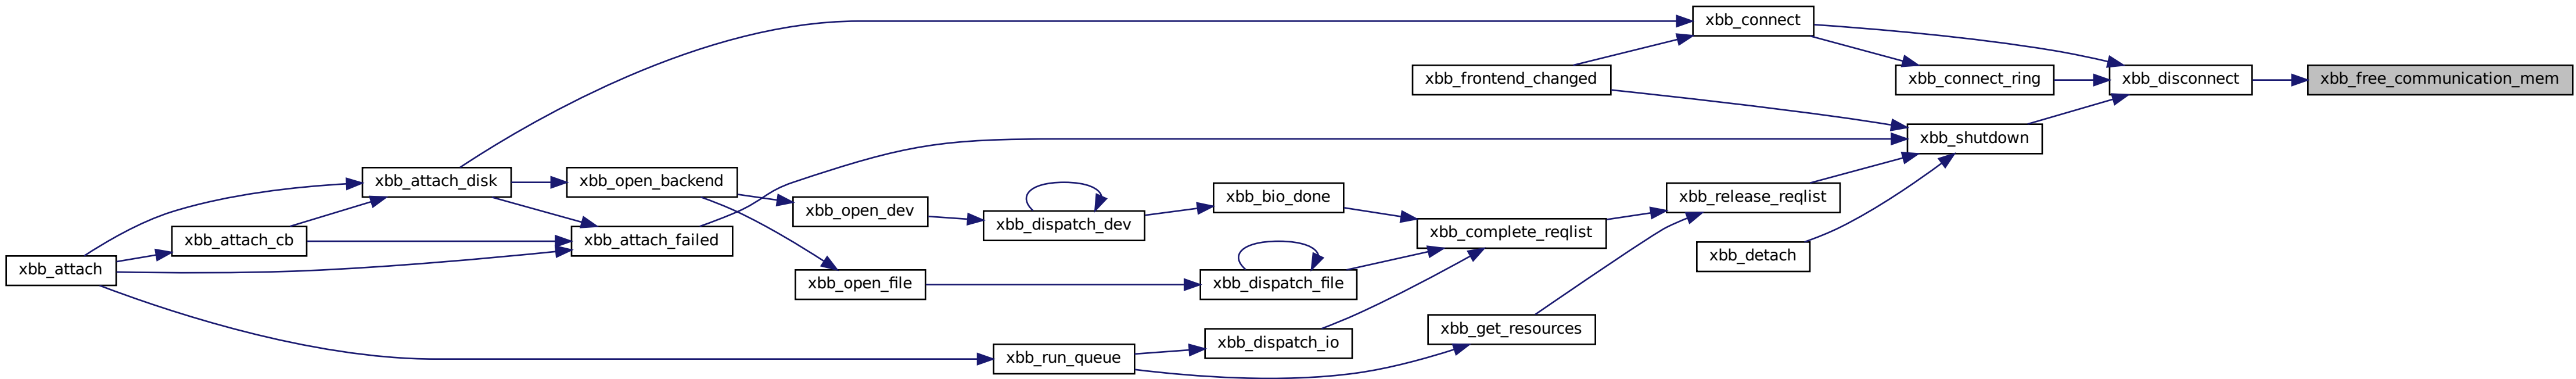 xbb_connect
xbb_frontend_changed
xbb_connect_ring
xbb_disconnect
xbb_free_communication_mem
xbb_shutdown
xbb_attach_disk
xbb_open_backend
xbb_bio_done
xbb_release_reqlist
xbb_open_dev
xbb_dispatch_dev
xbb_complete_reqlist
xbb_attach_cb
xbb_attach_failed
xbb_detach
xbb_attach
xbb_open_file
xbb_dispatch_file
xbb_get_resources
xbb_dispatch_io
xbb_run_queue